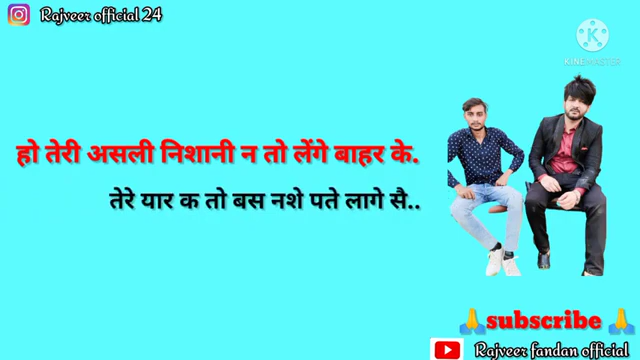 Rajveer official 24
KINEMASTER
हो तेरी असली निशानी न तो लेंगे बाहर के.
तेरे यार क तो बस नशे पते लागे सै..
subscribe
Rajveer fandan official